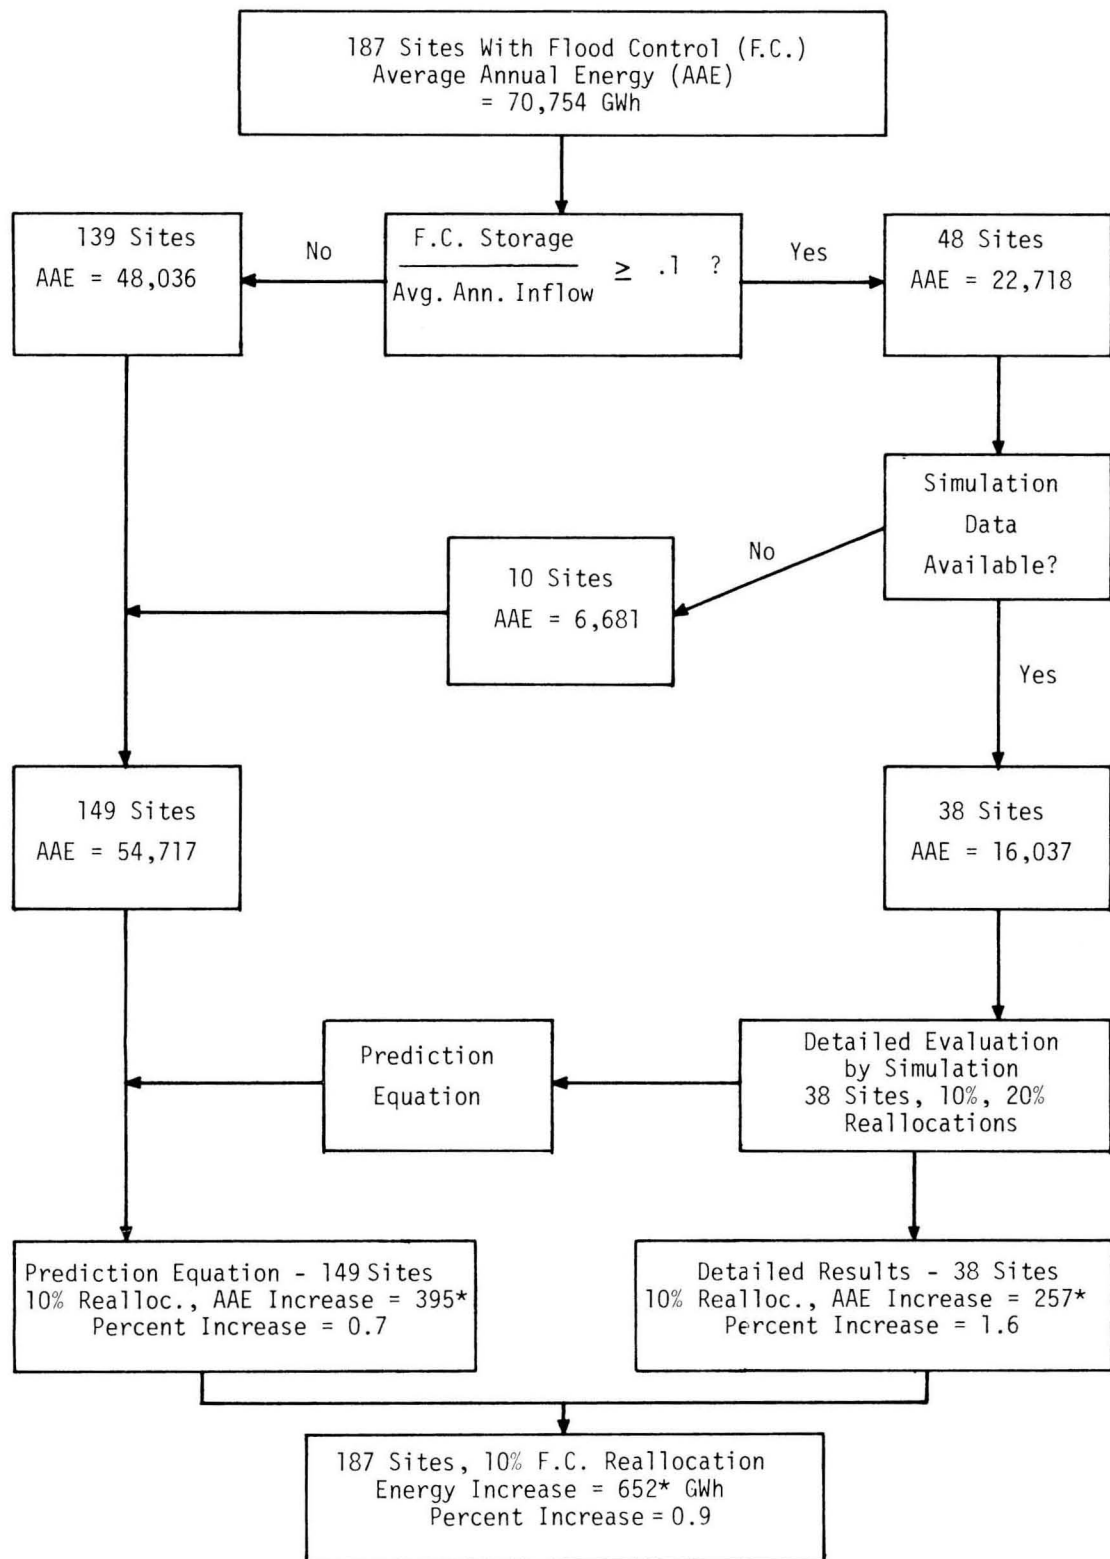 187 Sites With Flood Control (F.C.)
Average Annual Energy (AAE)
= 70,754 GWh
139 Sites
AAE = 48,036
No
F.C. Storage
Avg. Ann. Inflow
≥ .1 ?
Yes
48 Sites
AAE = 22,718
Simulation
Data
Available?
No
10 Sites
AAE = 6,681
Yes
149 Sites
AAE = 54,717
38 Sites
AAE = 16,037
Prediction
Equation
Detailed Evaluation
by Simulation
38 Sites, 10%, 20%
Reallocations
Prediction Equation - 149 Sites
10% Realloc., AAE Increase = 395*
Percent Increase = 0.7
Detailed Results - 38 Sites
10% Realloc., AAE Increase = 257*
Percent Increase = 1.6
187 Sites, 10% F.C. Reallocation
Energy Increase = 652* GWh
Percent Increase = 0.9